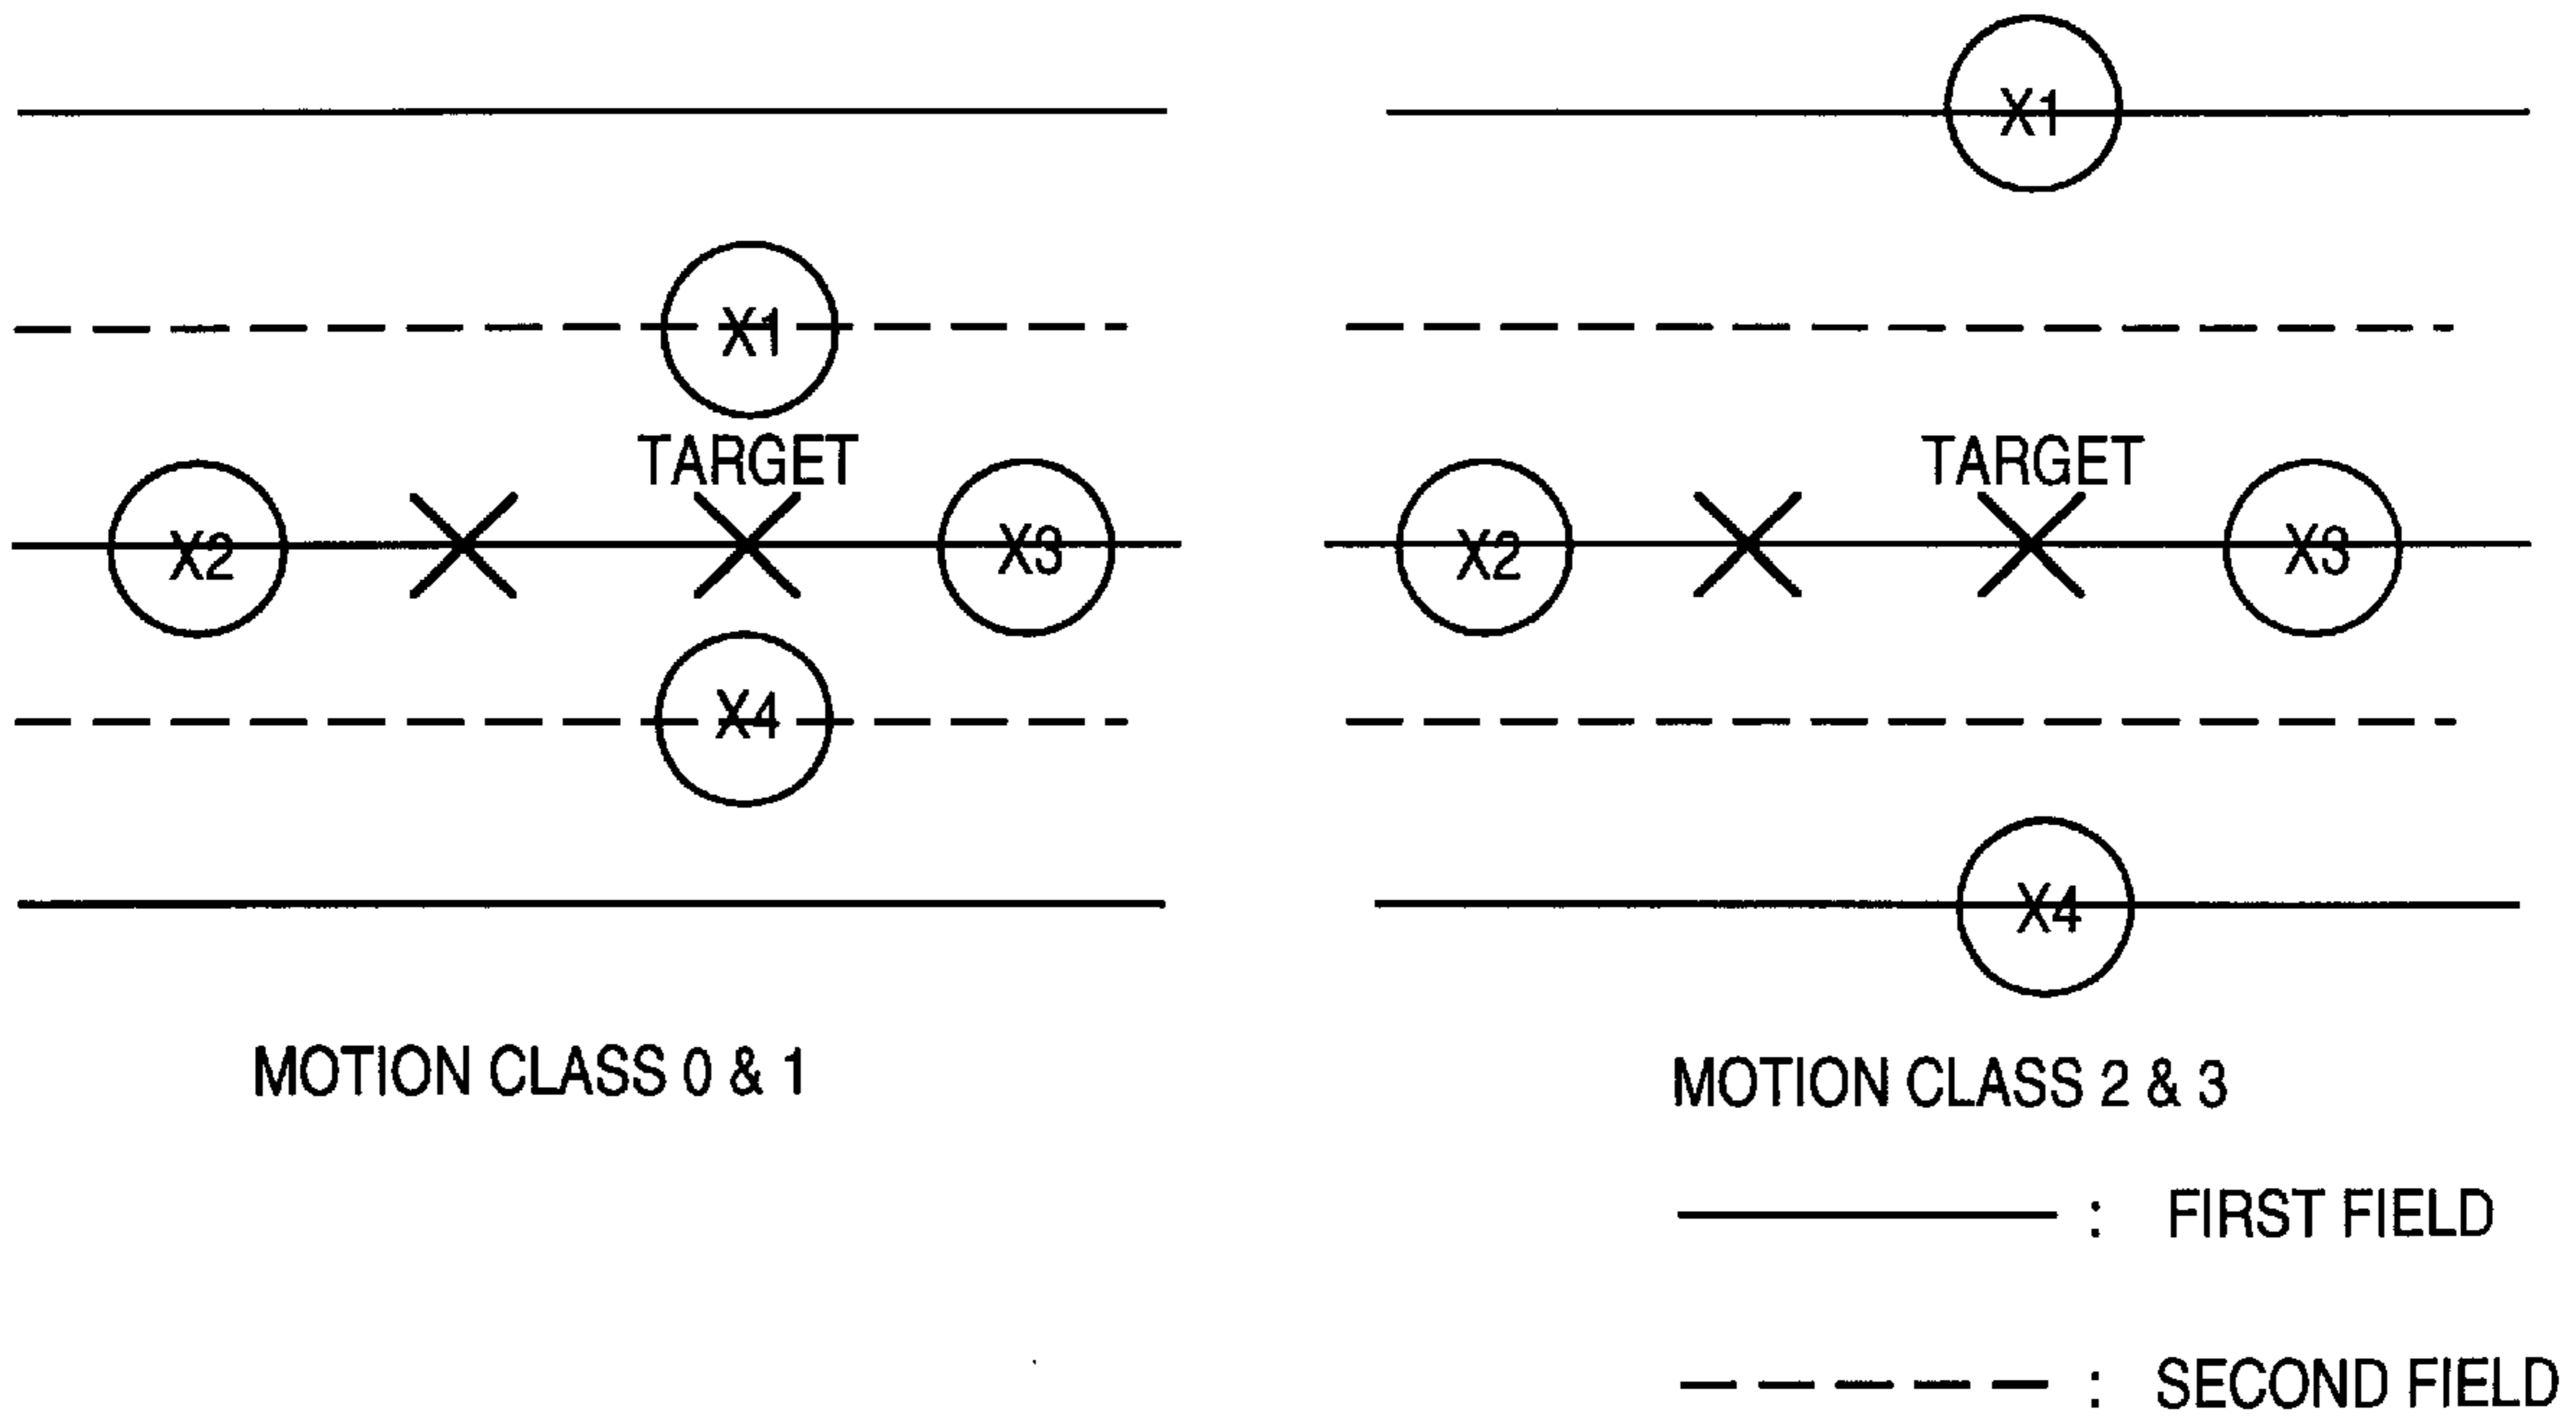 X1
X1
TARGET
X2
X3
X4
MOTION CLASS 0 & 1
TARGET
X2
X3
X4
MOTION CLASS 2 & 3
: FIRST FIELD
: SECOND FIELD